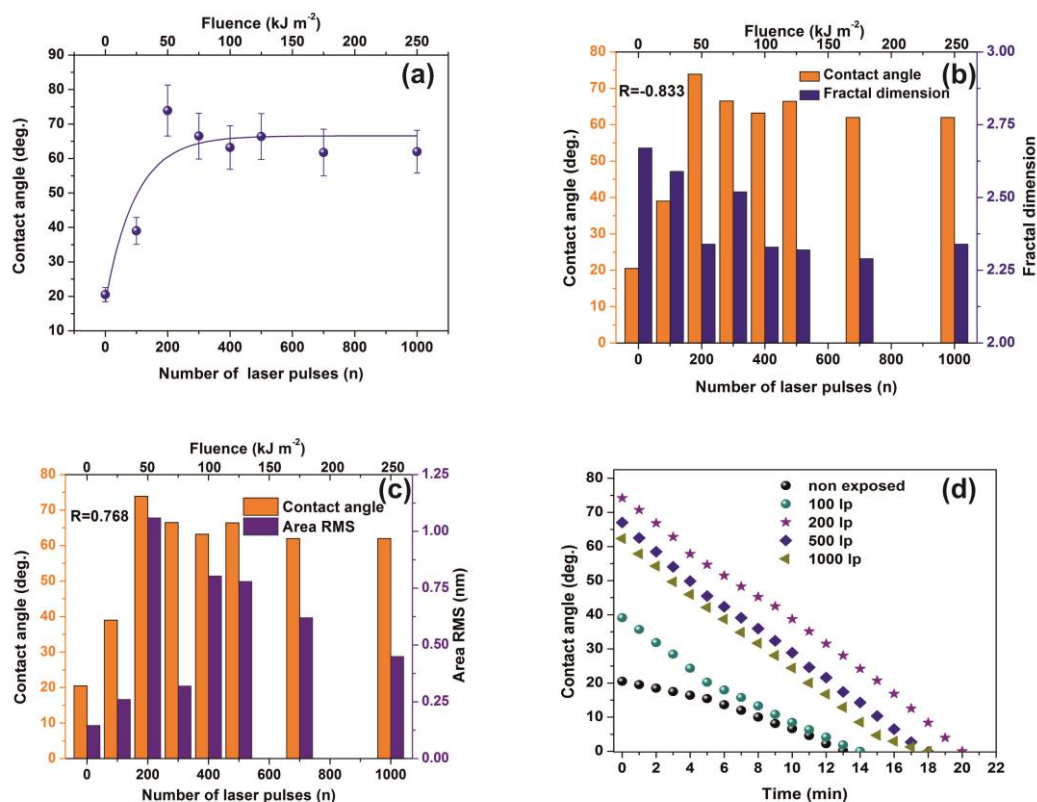 Fluence (kJ m⁻²)
0 50 100 150 200 250
(a)
90
80
70
60
50
40
30
20
10
Contact angle (deg.)
0 200 400 600 800 1000
Number of laser pulses (n)
Fluence (kJ m⁻²)
0 50 100 150 200 250
(b)
R=-0.833
Contact angle
Fractal dimension
80
70
60
50
40
30
20
10
0
Contact angle (deg.)
3.00
2.75
2.50
2.25
2.00
Fractal dimension
0 200 400 600 800 1000
Number of laser pulses (n)
Fluence (kJ m⁻²)
0 50 100 150 200 250
(c)
R=0.768
Contact angle
Area RMS
80
70
60
50
40
30
20
10
0
Contact angle (deg.)
1.25
1.00
0.75
0.50
0.25
0.00
Area RMS (nm)
0 200 400 600 800 1000
Number of laser pulses (n)
(d)
non exposed
100 lp
200 lp
500 lp
1000 lp
80
70
60
50
40
30
20
10
0
Contact angle (deg.)
0 2 4 6 8 10 12 14 16 18 20 22
Time (min)